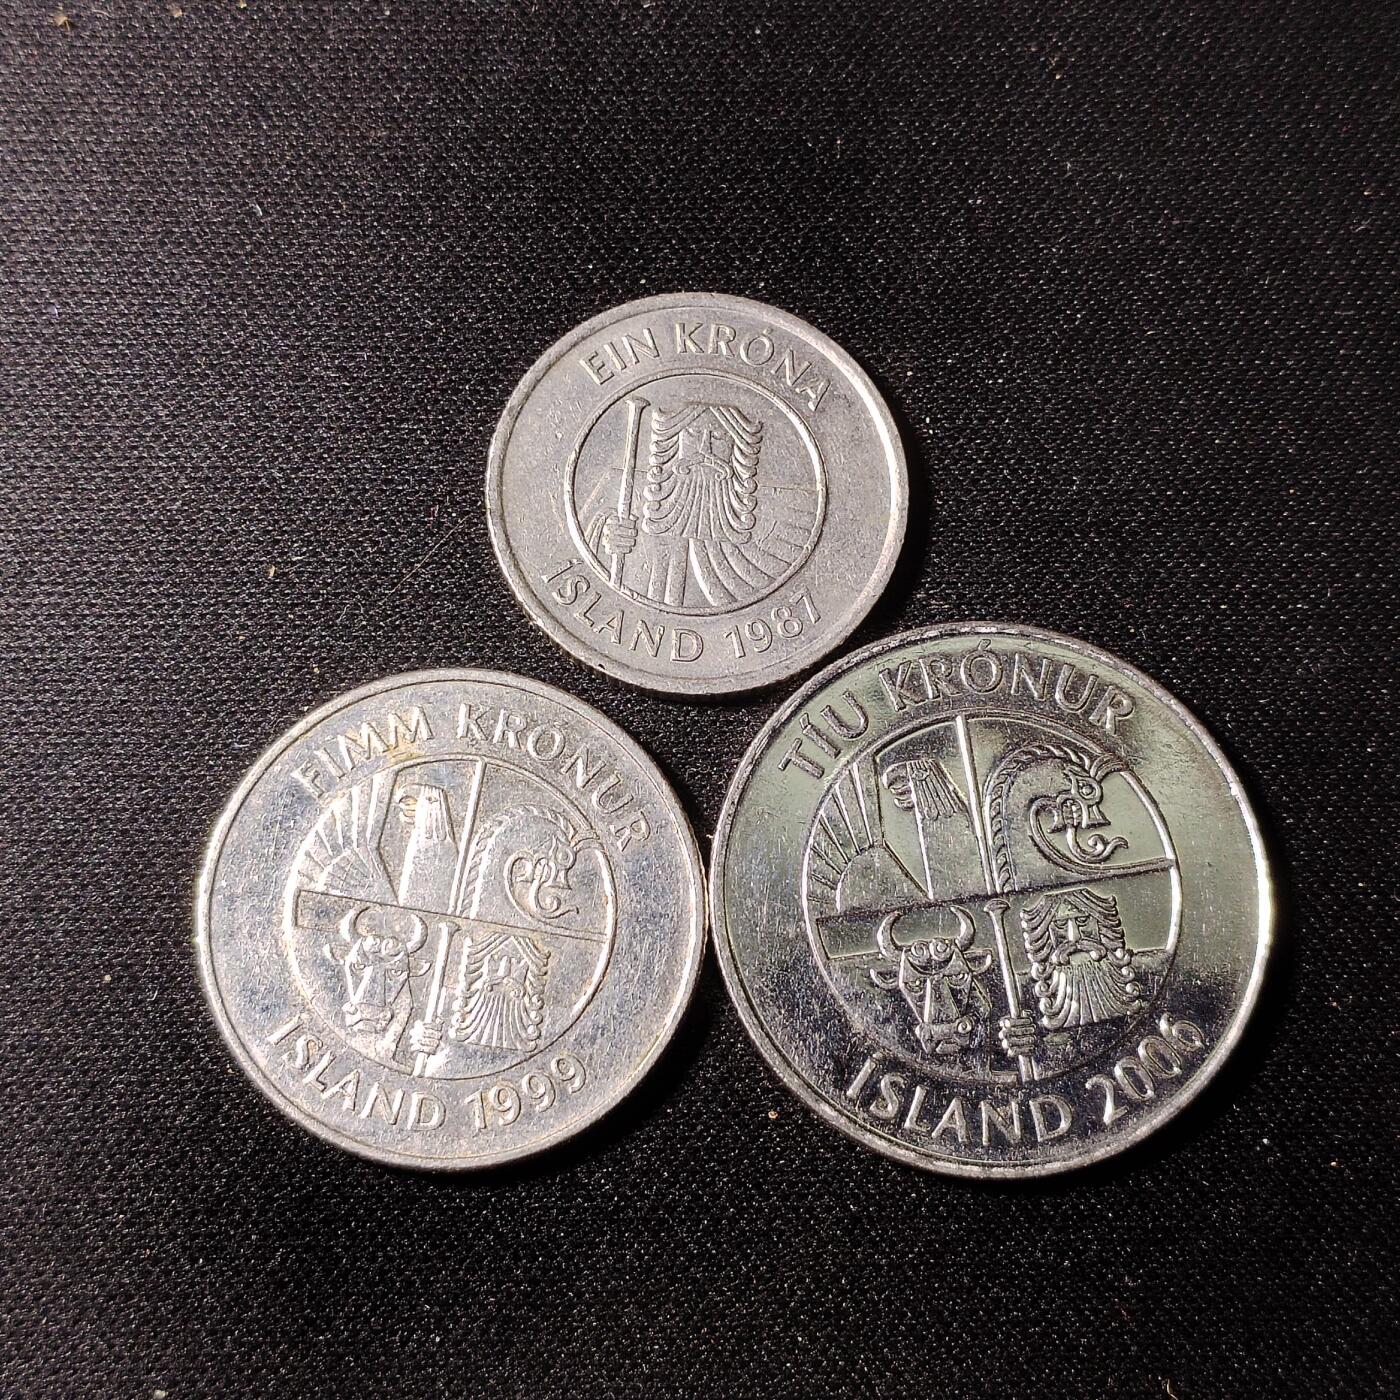 EIN KRÓNA
ÍSLAND 1987
FIMM KRÓNUR
ÍSLAND 1999
TÍU KRÓNUR
ÍSLAND 2006